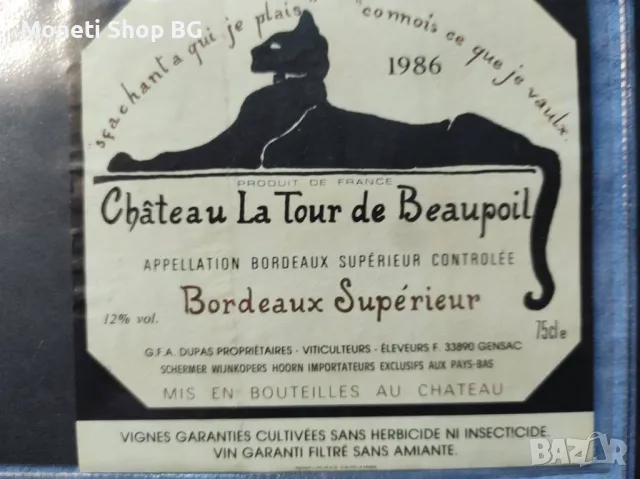 Moneti Shop BG
"sçachant a qui je plais" "connois ce que je vaulx.
1986
PRODUIT DE FRANCE
Château La Tour de Beaupoil
APPELLATION BORDEAUX SUPÉRIEUR CONTROLÉE
Bordeaux Supérieur
12% vol.
75cl e
G.F.A. DUPAS PROPRIÉTAIRES - VITICULTEURS - ÉLEVEURS F. 33890 GENSAC
SCHERMER WIJNKOPERS HOORN IMPORTATEURS EXCLUSIFS AUX PAYS-BAS
MIS EN BOUTEILLES AU CHATEAU
VIGNES GARANTIES CULTIVÉES SANS HERBICIDE NI INSECTICIDE.
VIN GARANTI FILTRÉ SANS AMIANTE.
BAZAR
bg